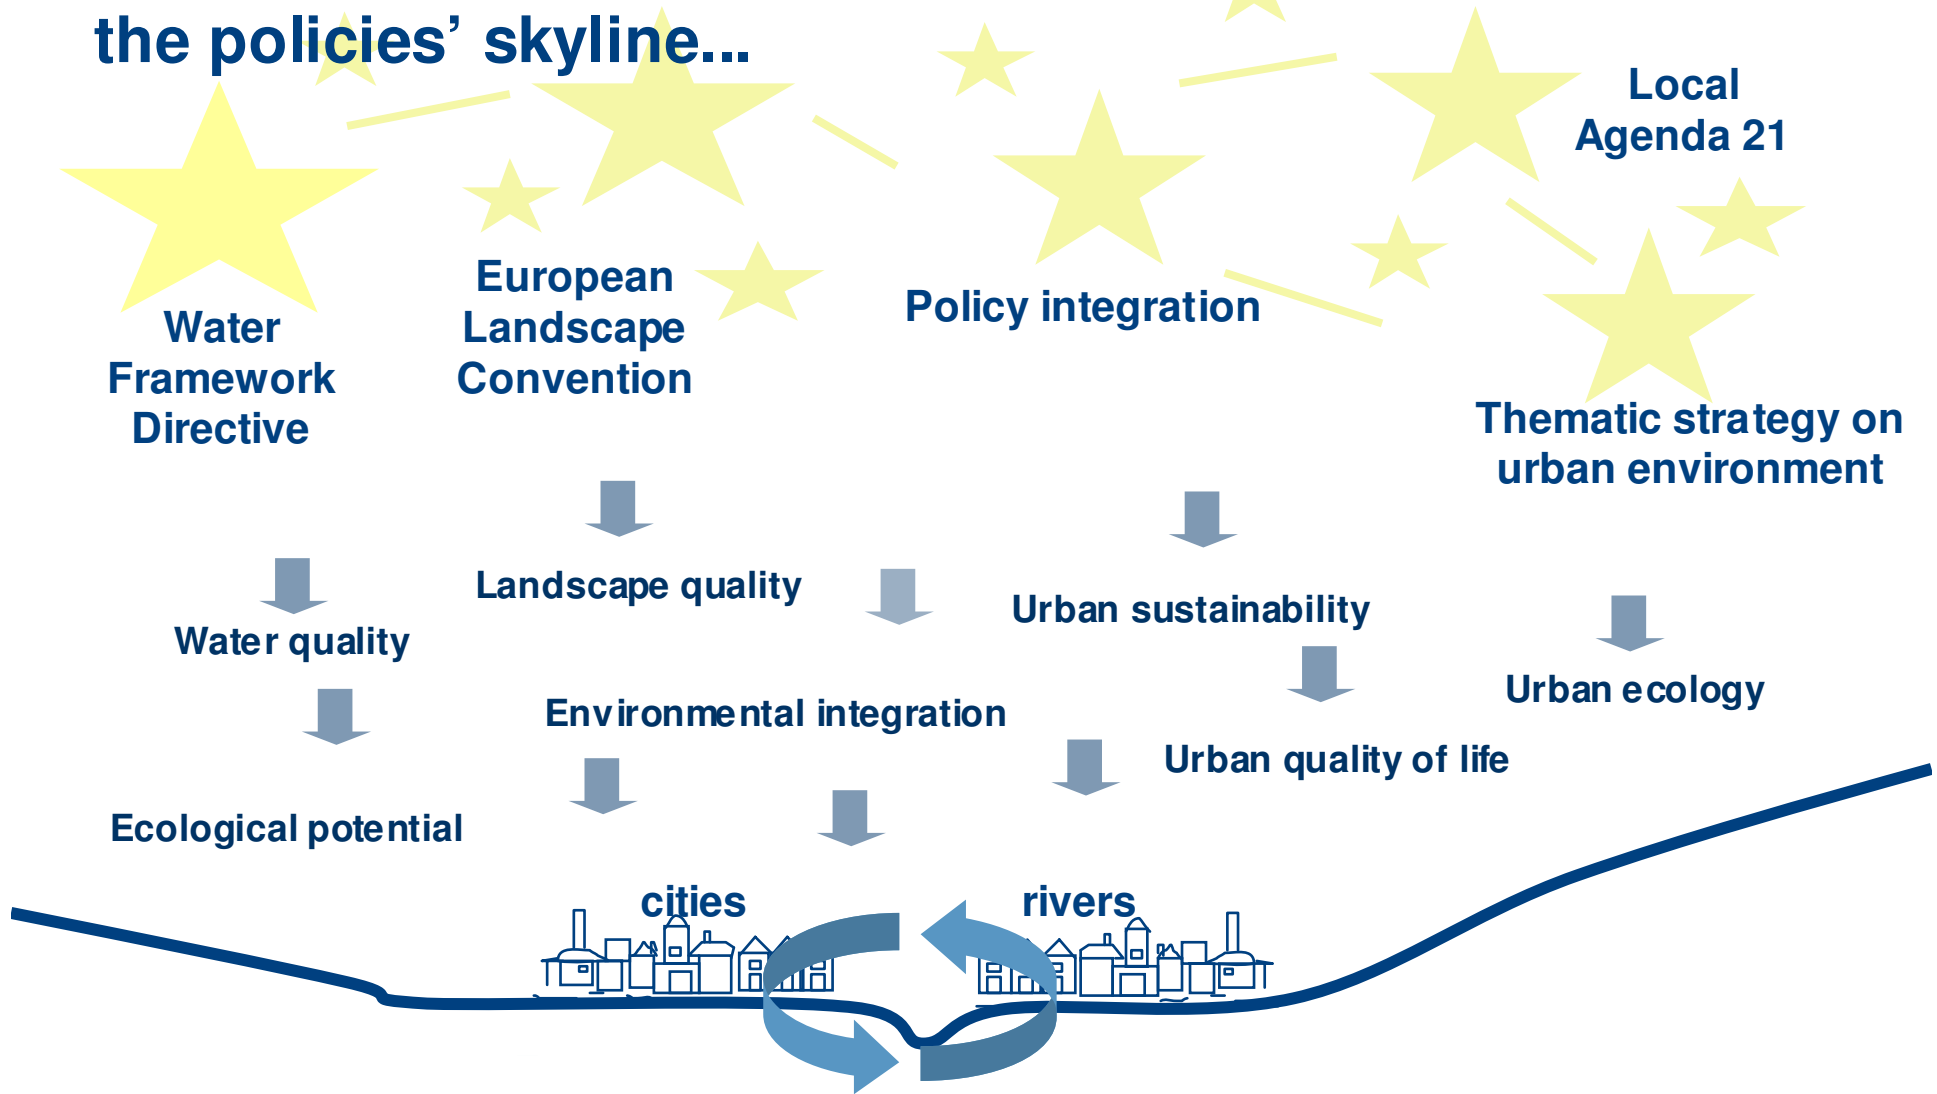 the policies’ skyline...
Local
Agenda 21
European
Landscape
Convention
Policy integration
Water
Framework
Directive
Thematic strategy on
urban environment
Landscape quality
Urban sustainability
Water quality
Urban ecology
Environmental integration
Urban quality of life
Ecological potential
cities
rivers